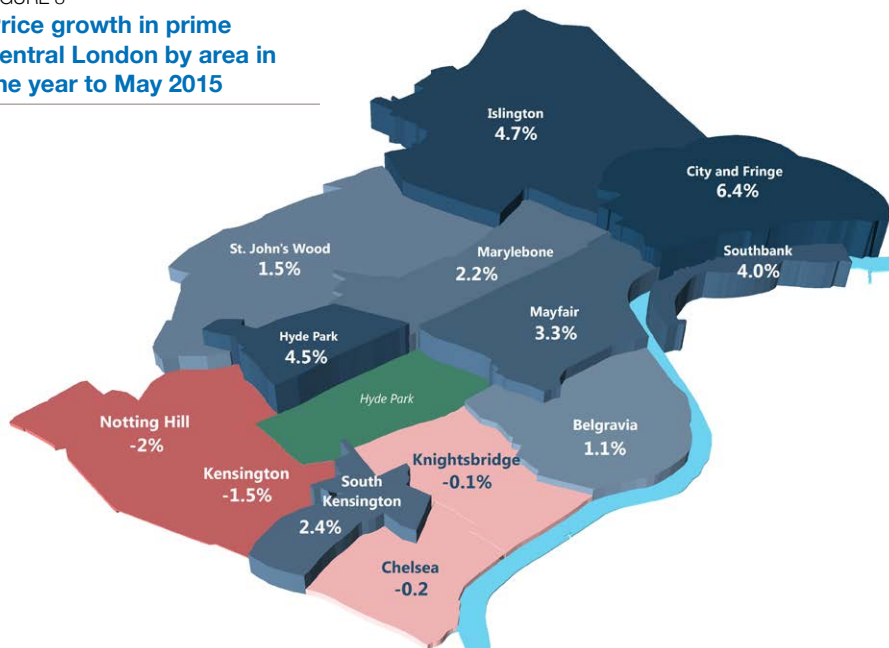 Price growth in prime
central London by area in
the year to May 2015
Islington
4.7%
City and Fringe
6.4%
St. John's Wood
1.5%
Marylebone
2.2%
Southbank
4.0%
Mayfair
3.3%
Hyde Park
4.5%
Hyde Park
Notting Hill
-2%
Belgravia
1.1%
Kensington
-1.5%
Knightsbridge
-0.1%
South
Kensington
2.4%
Chelsea
-0.2